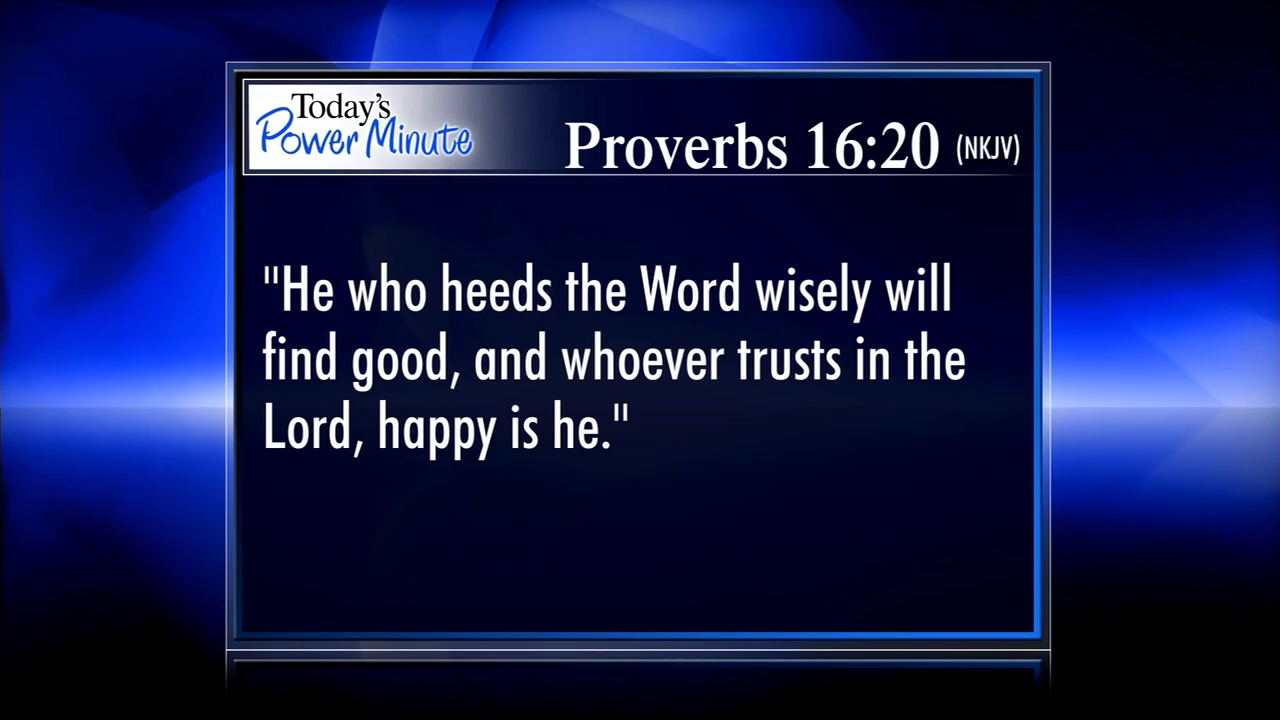 Today's
Power Minute
Proverbs 16:20 (NKJV)
"He who heeds the Word wisely will
find good, and whoever trusts in the
Lord, happy is he."